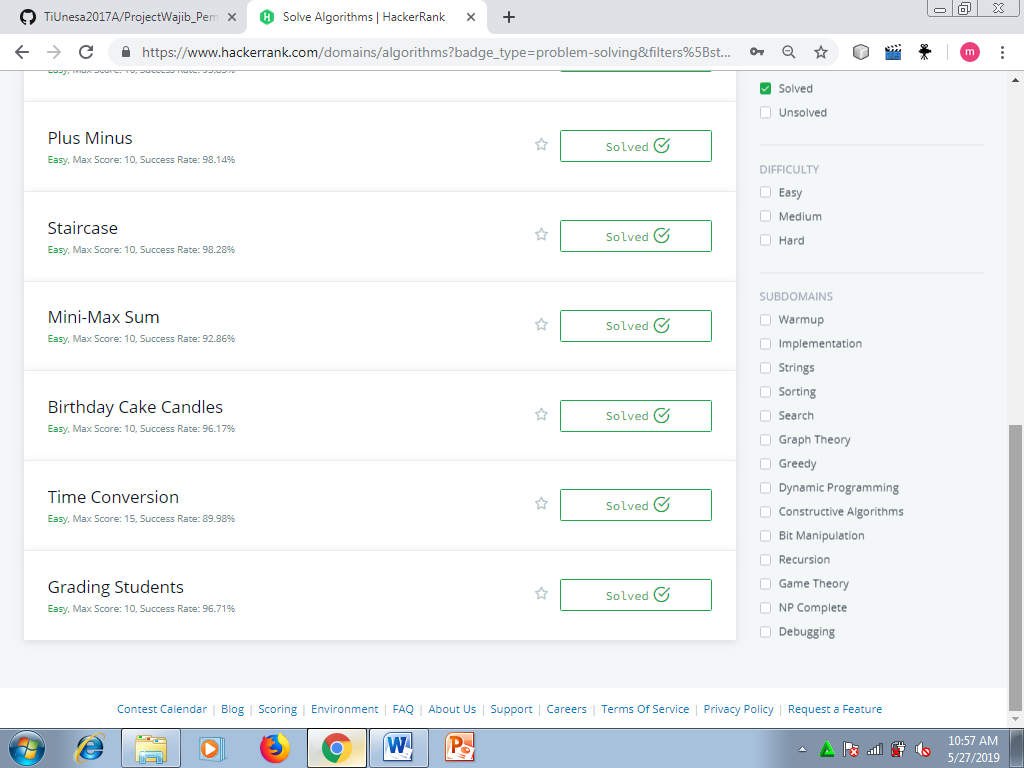 TiUnesa2017A/ProjectWajib_Pem
Solve Algorithms | HackerRank
https://www.hackerrank.com/domains/algorithms?badge_type=problem-solving&filters%5Bst...
m
Plus Minus
Easy, Max Score: 10, Success Rate: 98.14%
Solved
Staircase
Easy, Max Score: 10, Success Rate: 98.28%
Solved
Mini-Max Sum
Easy, Max Score: 10, Success Rate: 92.86%
Solved
Birthday Cake Candles
Easy, Max Score: 10, Success Rate: 96.17%
Solved
Time Conversion
Easy, Max Score: 15, Success Rate: 89.98%
Solved
Grading Students
Easy, Max Score: 10, Success Rate: 96.71%
Solved
Solved
Unsolved
DIFFICULTY
Easy
Medium
Hard
SUBDOMAINS
Warmup
Implementation
Strings
Sorting
Search
Graph Theory
Greedy
Dynamic Programming
Constructive Algorithms
Bit Manipulation
Recursion
Game Theory
NP Complete
Debugging
Contest Calendar | Blog | Scoring | Environment | FAQ | About Us | Support | Careers | Terms Of Service | Privacy Policy | Request a Feature
10:57 AM
5/27/2019